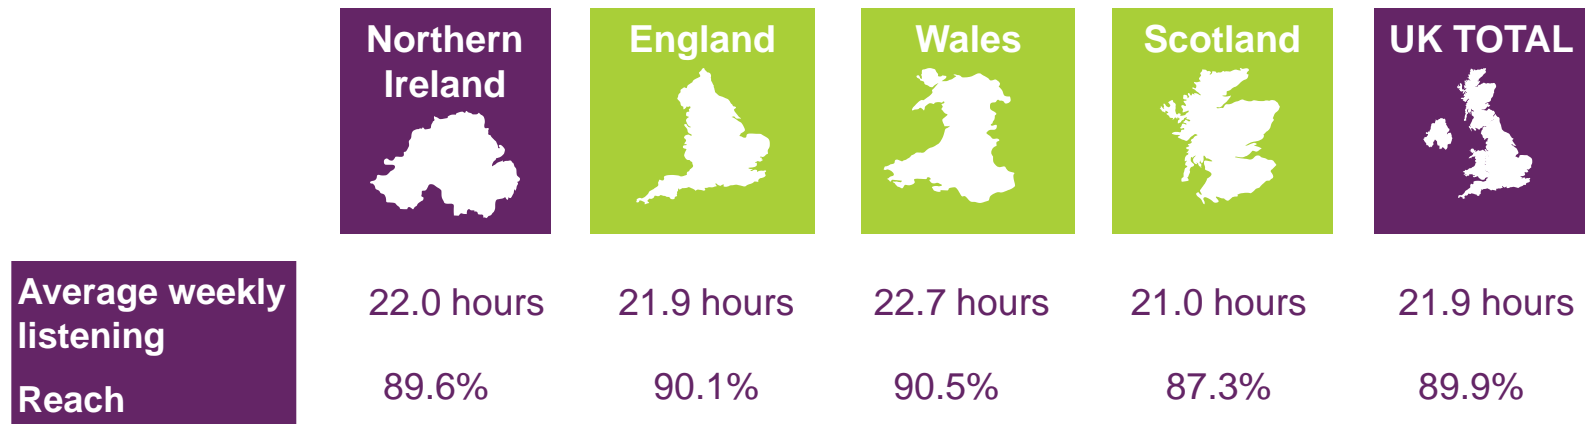 Northern
Ireland
England
Wales
Scotland
UK TOTAL
Average weekly
listening
22.0 hours
21.9 hours
22.7 hours
21.0 hours
21.9 hours
Reach
89.6%
90.1%
90.5%
87.3%
89.9%